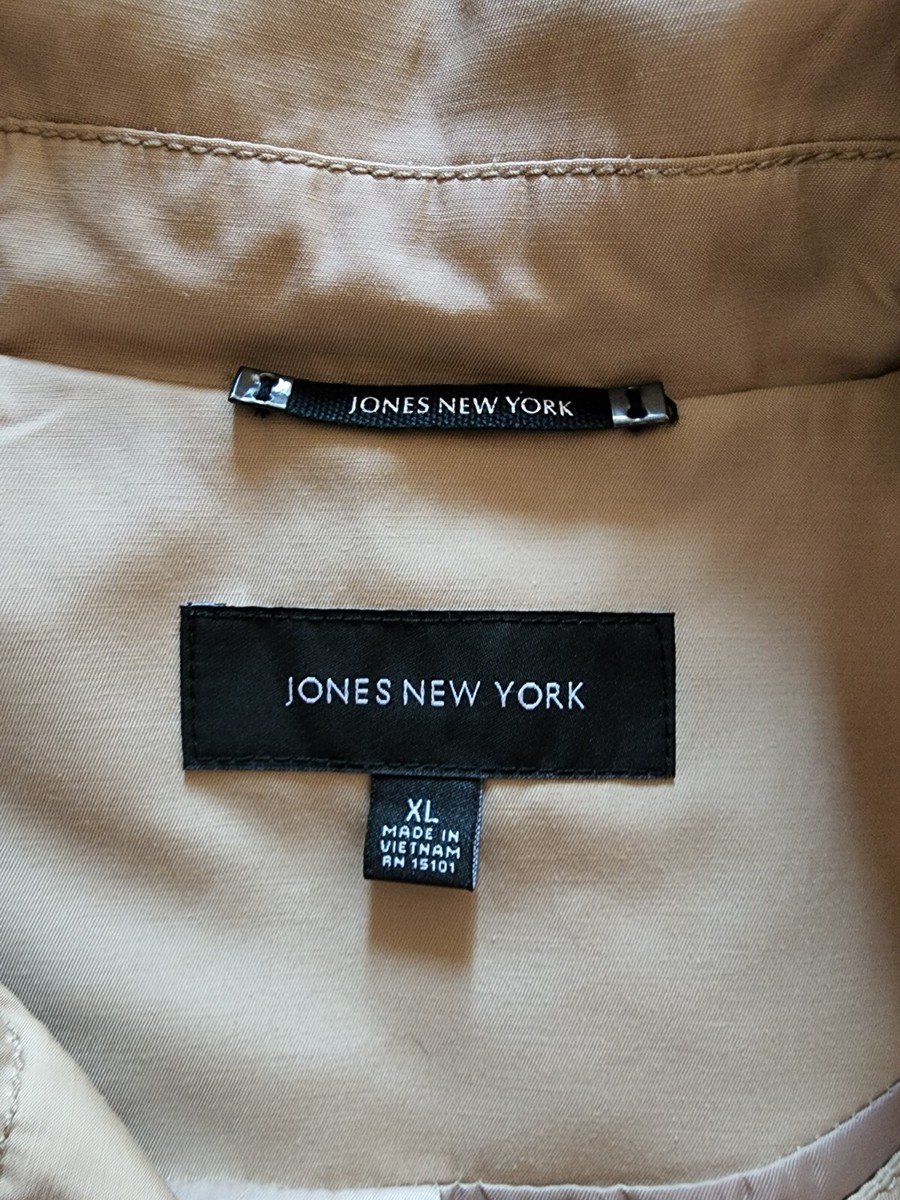 JONES NEW YORK
JONES NEW YORK
XL
MADE IN
VIETNAM
RN 15101